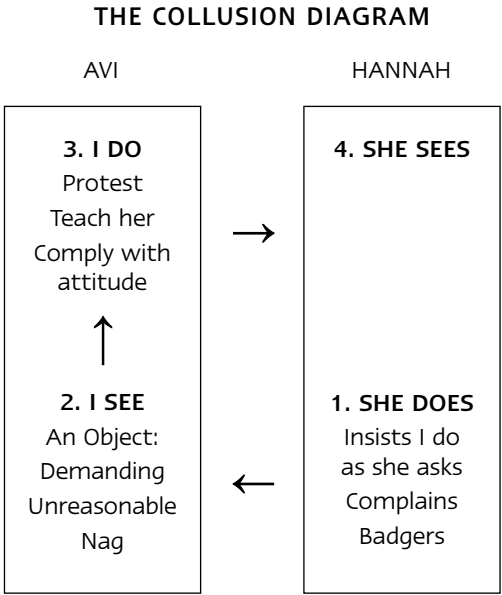 THE COLLUSION DIAGRAM
AVI
HANNAH
3. I DO
Protest
Teach her
Comply with
attitude
4. SHE SEES
2. I SEE
An Object:
Demanding
Unreasonable
Nag
1. SHE DOES
Insists I do
as she asks
Complains
Badgers